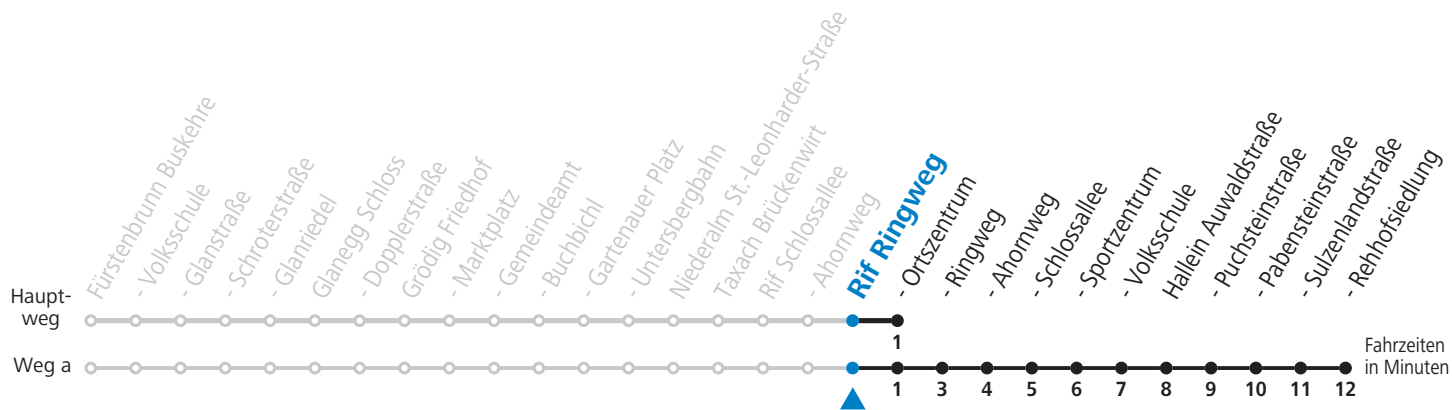 Fürstenbrunn Buskehre
- Volksschule
- Glanstraße
- Schroterstraße
- Glanriedel
Glanegg Schloss
- Dopplerstraße
Grödig Friedhof
- Marktplatz
- Gemeindeamt
- Buchbichl
- Gartenauer Platz
- Untersbergbahn
Niederalm St.-Leonharder-Straße
Taxach Brückenwirt
Rif Schlossallee
- Ahornweg
Rif Ringweg
- Ortszentrum
- Ringweg
- Ahornweg
- Schlossallee
- Sportzentrum
- Volksschule
Hallein Auwaldstraße
- Puchsteinstraße
- Pabensteinstraße
- Sulzenlandstraße
- Rehhofsiedlung
Haupt-
weg
1
Weg a
1 3 4 5 6 7 8 9 10 11 12
Fahrzeiten
in Minuten